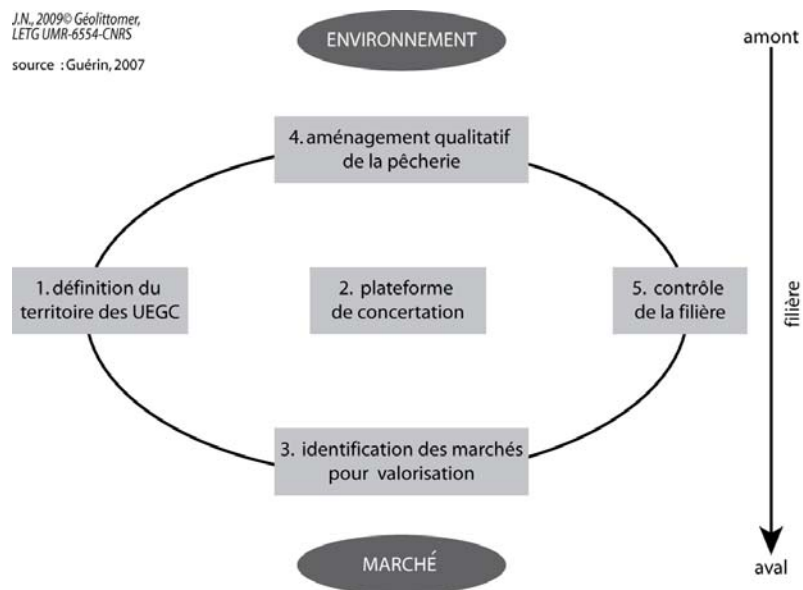 J.N., 2009© Géolittomer,
LETG UMR-6554-CNRS
source : Guérin, 2007
ENVIRONNEMENT
amont
4. aménagement qualitatif
de la pêcherie
1. définition du
territoire des UEGC
2. plateforme
de concertation
5. contrôle
de la filière
filière
3. identification des marchés
pour valorisation
MARCHÉ
aval